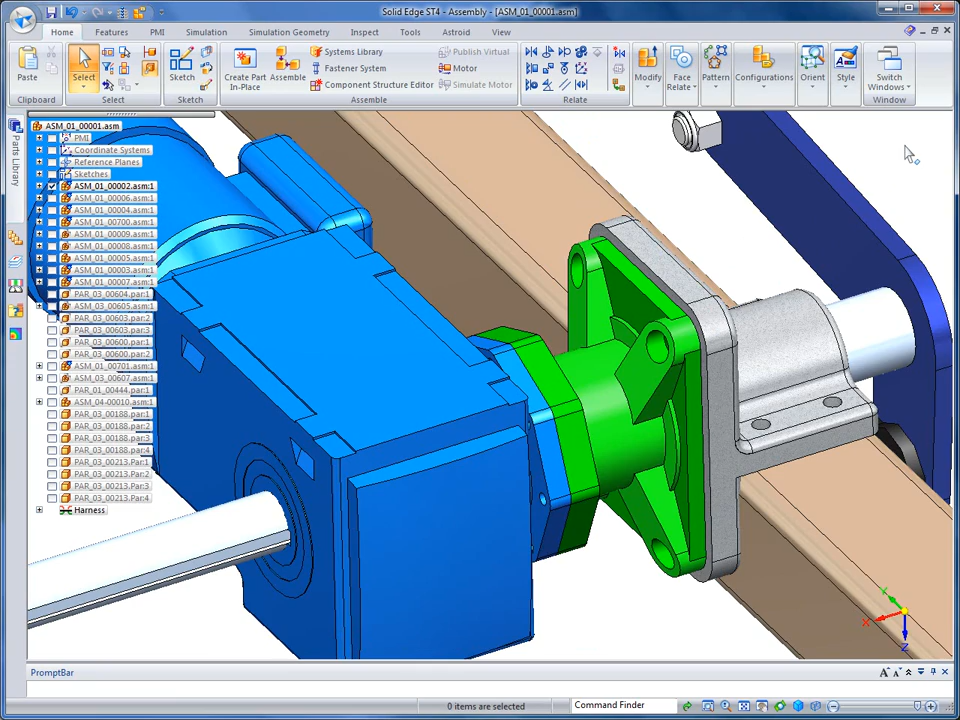 Solid Edge ST4 - Assembly - [ASM_01_00001.asm]
Home Features PMI Simulation Simulation Geometry Inspect Tools Astroid View
Paste
Clipboard
Select
Select
Sketch
Sketch
Create Part In-Place
Assemble
Systems Library
Fastener System
Component Structure Editor
Publish Virtual
Motor
Simulate Motor
Assemble
Relate
Modify
Face Relate
Pattern
Configurations
Orient
Style
Switch Windows
Window
Parts Library
ASM_01_00001.asm
PMI
Coordinate Systems
Reference Planes
Sketches
ASM_01_00002.asm:1
ASM_01_00006.asm:1
ASM_01_00004.asm:1
ASM_01_00700.asm:1
ASM_01_00009.asm:1
ASM_01_00008.asm:1
ASM_01_00005.asm:1
ASM_01_00003.asm:1
ASM_01_00007.asm:1
PAR_03_00604.par:1
ASM_03_00605.asm:1
PAR_03_00603.par:2
PAR_03_00603.par:3
PAR_03_00600.par:1
PAR_03_00600.par:2
ASM_01_00701.asm:1
ASM_03_00607.asm:1
PAR_01_00444.par:1
ASM_04-00010.asm:1
PAR_03_00188.par:1
PAR_03_00188.par:2
PAR_03_00188.par:3
PAR_03_00188.par:4
PAR_03_00213.Par:1
PAR_03_00213.Par:2
PAR_03_00213.Par:3
PAR_03_00213.Par:4
Harness
Y
X
Z
PromptBar
A A
0 items are selected
Command Finder